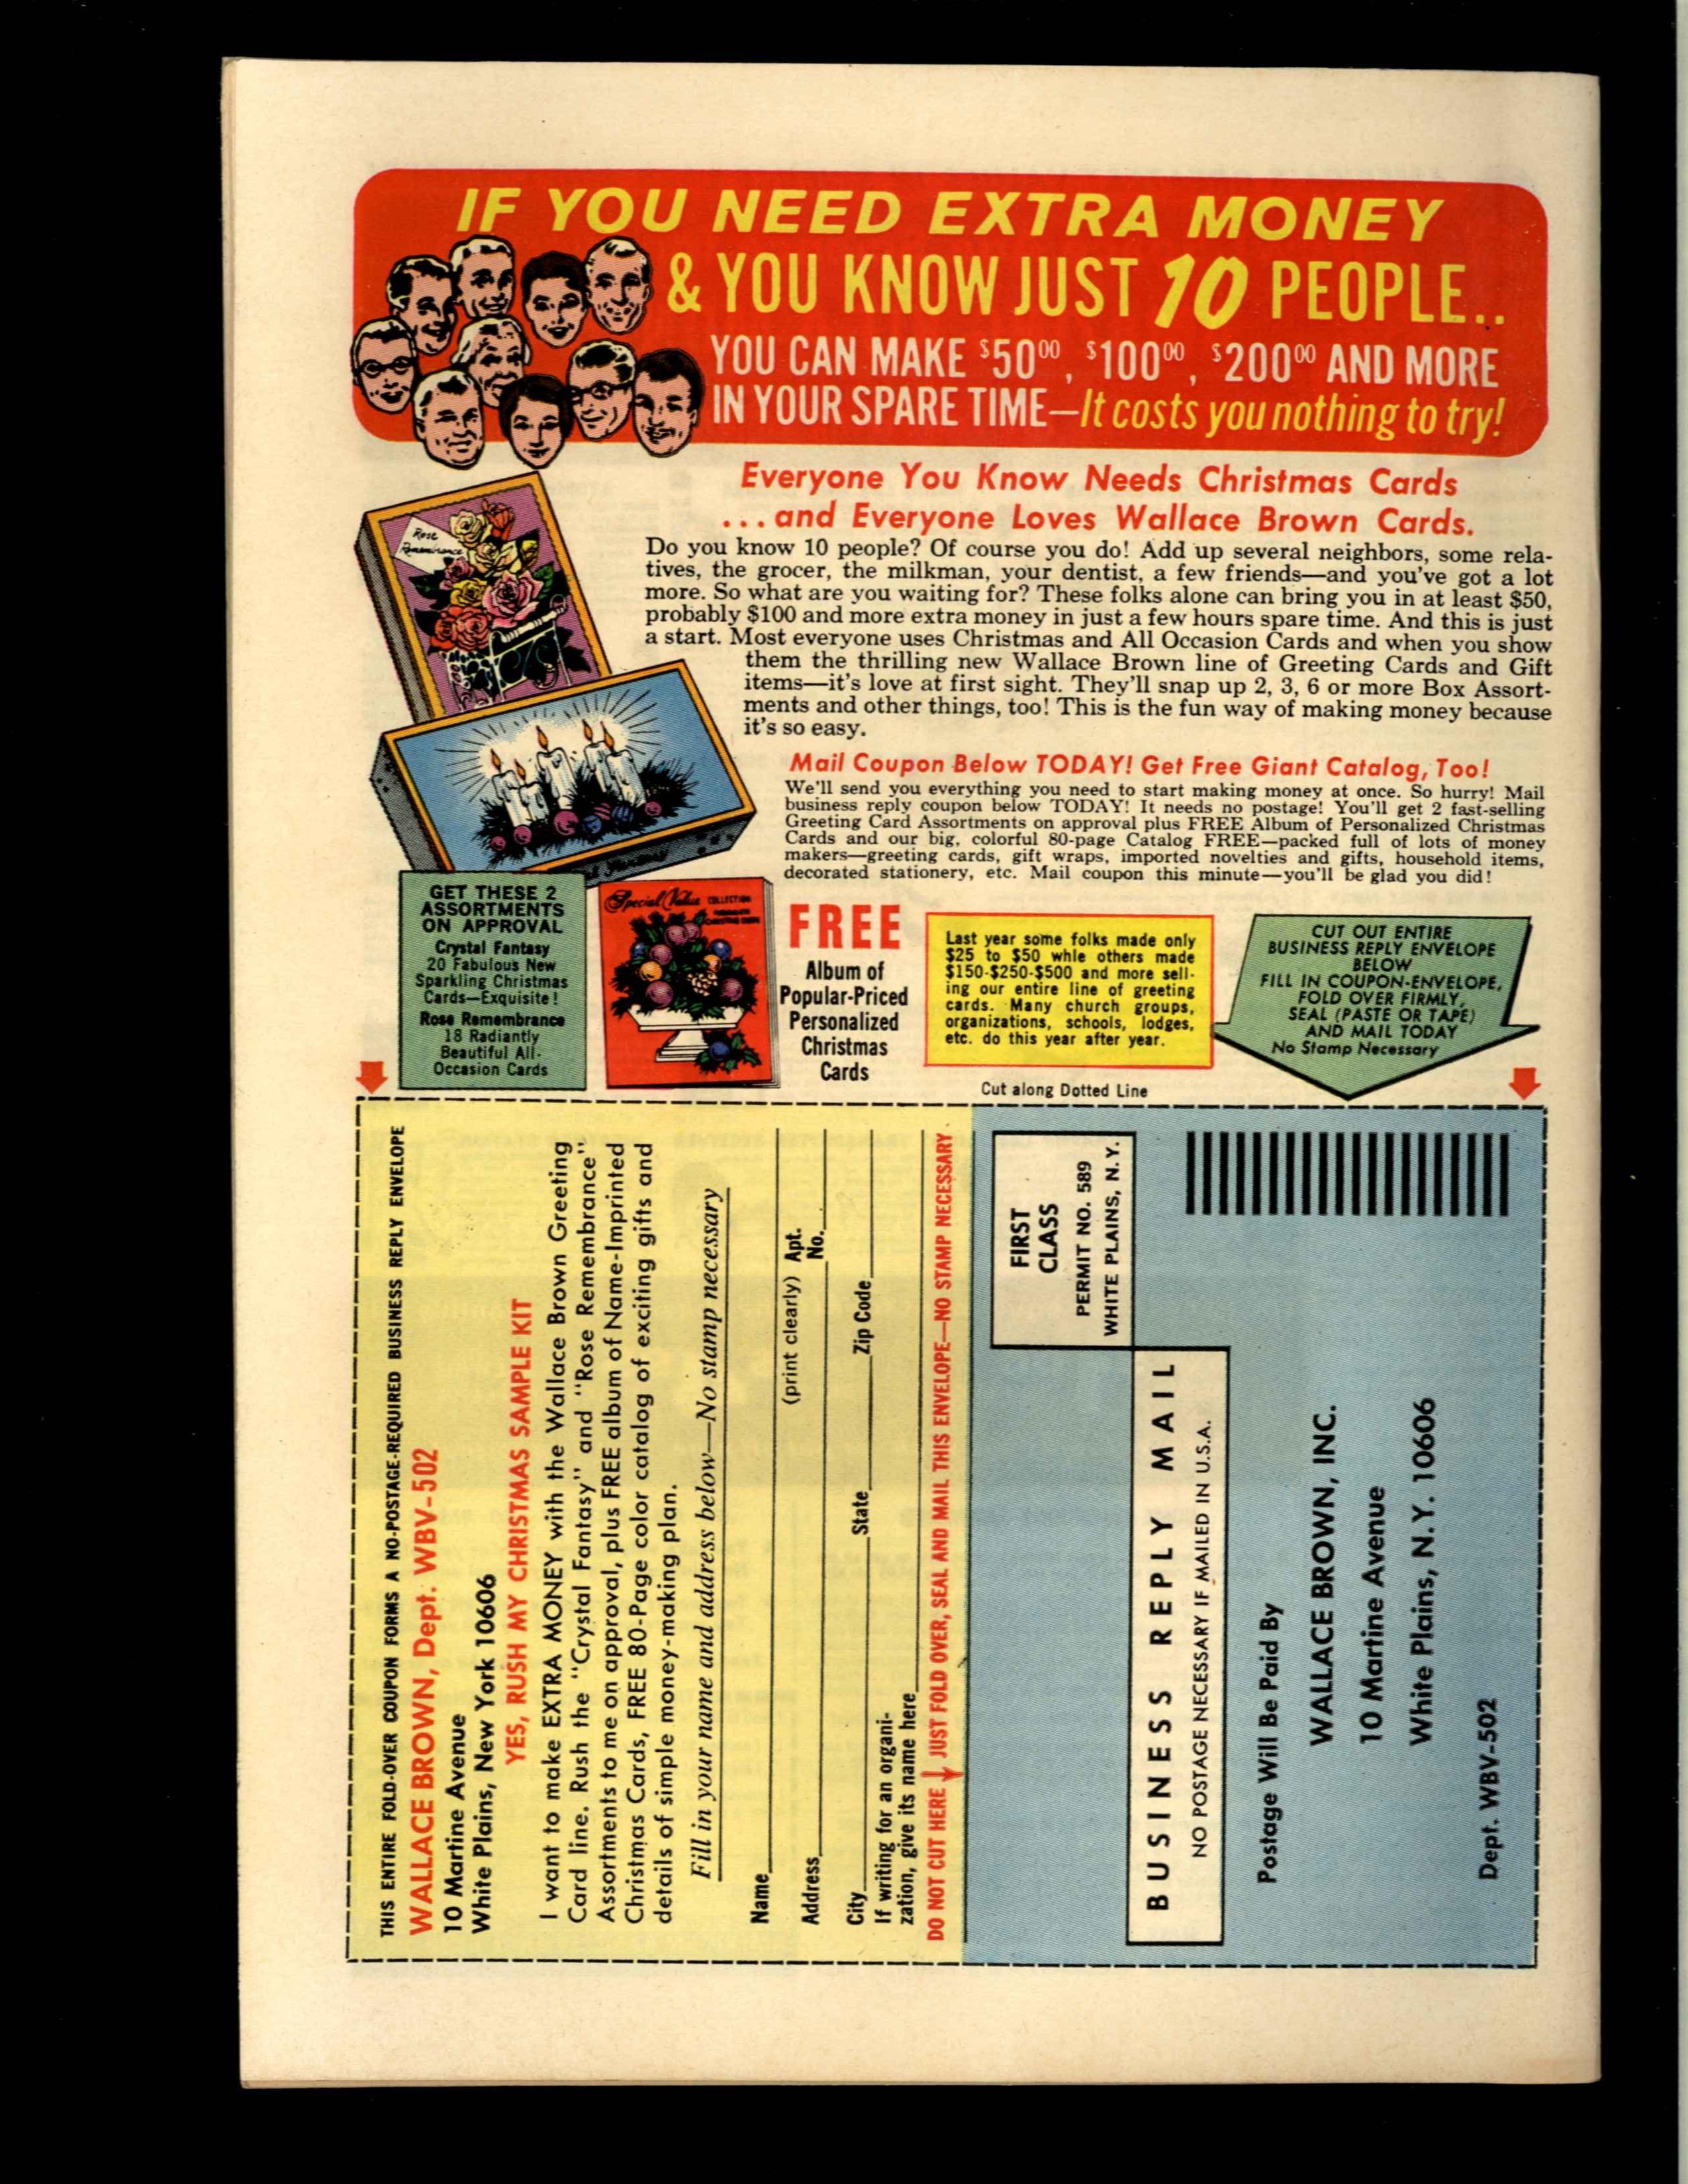 IF YOU NEED EXTRA MONEY
& YOU KNOW JUST 10 PEOPLE..
YOU CAN MAKE $50.00, $100.00, $200.00 AND MORE
IN YOUR SPARE TIME—It costs you nothing to try!
Everyone You Know Needs Christmas Cards
...and Everyone Loves Wallace Brown Cards.
Rose
Remembrance
Do you know 10 people? Of course you do! Add up several neighbors, some rela-
tives, the grocer, the milkman, your dentist, a few friends—and you've got a lot
more. So what are you waiting for? These folks alone can bring you in at least $50,
probably $100 and more extra money in just a few hours spare time. And this is just
a start. Most everyone uses Christmas and All Occasion Cards and when you show
them the thrilling new Wallace Brown line of Greeting Cards and Gift
items—it's love at first sight. They'll snap up 2, 3, 6 or more Box Assort-
ments and other things, too! This is the fun way of making money because
it's so easy.
Mail Coupon Below TODAY! Get Free Giant Catalog, Too!
We'll send you everything you need to start making money at once. So hurry! Mail
business reply coupon below TODAY! It needs no postage! You'll get 2 fast-selling
Greeting Card Assortments on approval plus FREE Album of Personalized Christmas
Cards and our big, colorful 80-page Catalog FREE—packed full of lots of money
makers—greeting cards, gift wraps, imported novelties and gifts, household items,
decorated stationery, etc. Mail coupon this minute—you'll be glad you did!
GET THESE 2
ASSORTMENTS
ON APPROVAL
Crystal Fantasy
20 Fabulous New
Sparkling Christmas
Cards—Exquisite!
Rose Remembrance
18 Radiantly
Beautiful All-
Occasion Cards
Special Value COLLECTION
FREE
Album of
Popular-Priced
Personalized
Christmas
Cards
Last year some folks made only
$25 to $50 whle others made
$150-$250-$500 and more sell-
ing our entire line of greeting
cards. Many church groups,
organizations, schools, lodges,
etc. do this year after year.
CUT OUT ENTIRE
BUSINESS REPLY ENVELOPE
BELOW
FILL IN COUPON-ENVELOPE,
FOLD OVER FIRMLY,
SEAL (PASTE OR TAPE)
AND MAIL TODAY
No Stamp Necessary
Cut along Dotted Line
THIS ENTIRE FOLD-OVER COUPON FORMS A NO-POSTAGE-REQUIRED BUSINESS REPLY ENVELOPE
WALLACE BROWN, Dept. WBV-502
10 Martine Avenue
White Plains, New York 10606
YES, RUSH MY CHRISTMAS SAMPLE KIT
I want to make EXTRA MONEY with the Wallace Brown Greeting
Card line. Rush the "Crystal Fantasy" and "Rose Remembrance"
Assortments to me on approval, plus FREE album of Name-Imprinted
Christmas Cards, FREE 80-Page color catalog of exciting gifts and
details of simple money-making plan.
Fill in your name and address below—No stamp necessary
Name
(print clearly)
Address Apt. No.
City State Zip Code
If writing for an organi-
zation, give its name here
DO NOT CUT HERE JUST FOLD OVER, SEAL AND MAIL THIS ENVELOPE—NO STAMP NECESSARY
FIRST
CLASS
PERMIT NO. 589
WHITE PLAINS, N.Y.
BUSINESS REPLY MAIL
NO POSTAGE NECESSARY IF MAILED IN U.S.A.
Postage Will Be Paid By
WALLACE BROWN, INC.
10 Martine Avenue
White Plains, N.Y. 10606
Dept. WBV-502